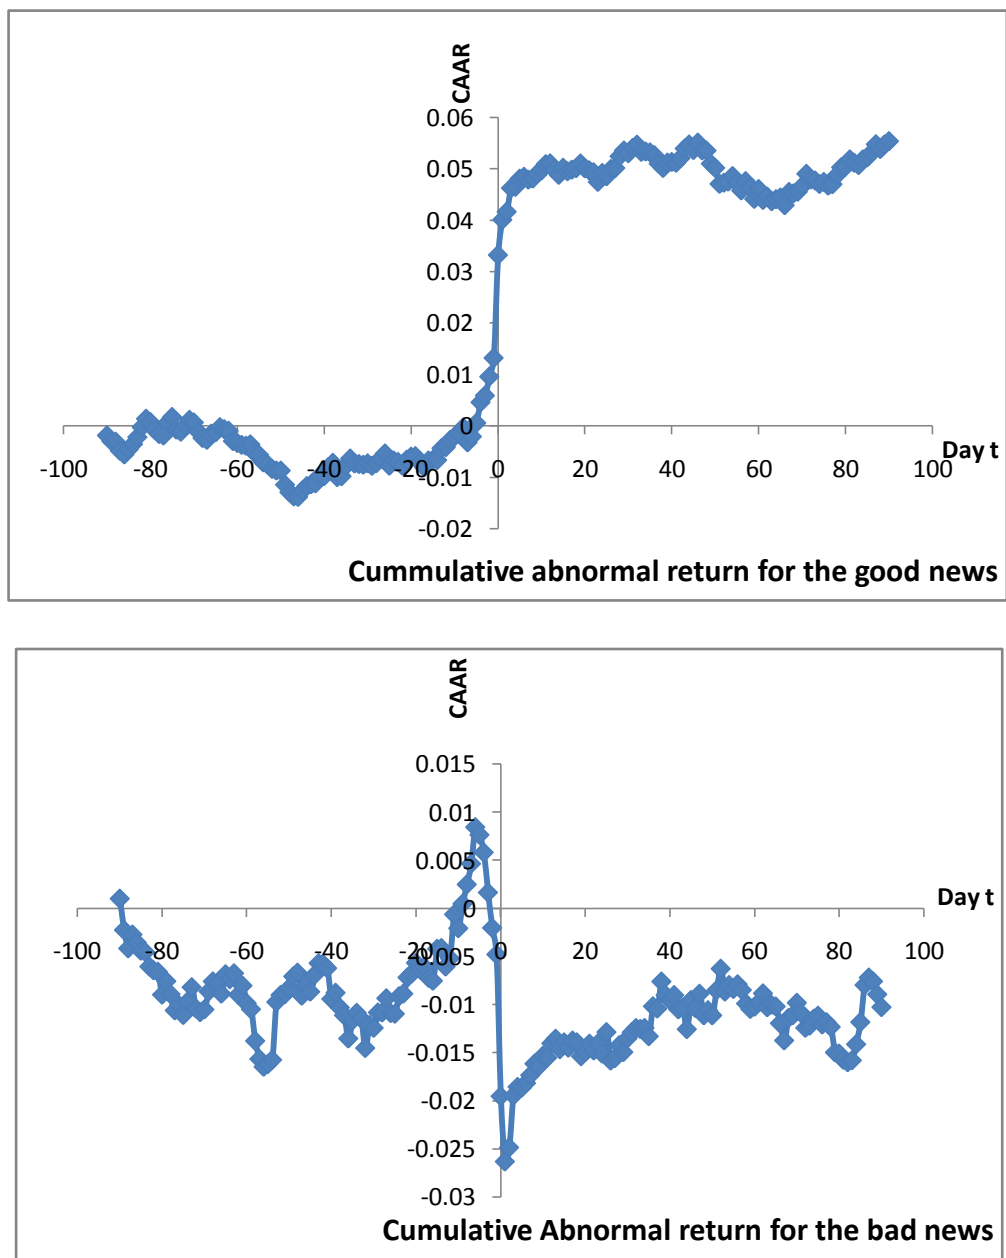 CAAR
0.06
0.05
0.04
0.03
0.02
0.01
0
-100 -80 -60 -40 -20 0 20 40 60 80 100
Day t
-0.01
-0.02
Cummulative abnormal return for the good news
CAAR
0.015
0.01
0.005
Day t
0
-100 -80 -60 -40 -20 0 20 40 60 80 100
-0.005
-0.01
-0.015
-0.02
-0.025
-0.03
Cumulative Abnormal return for the bad news